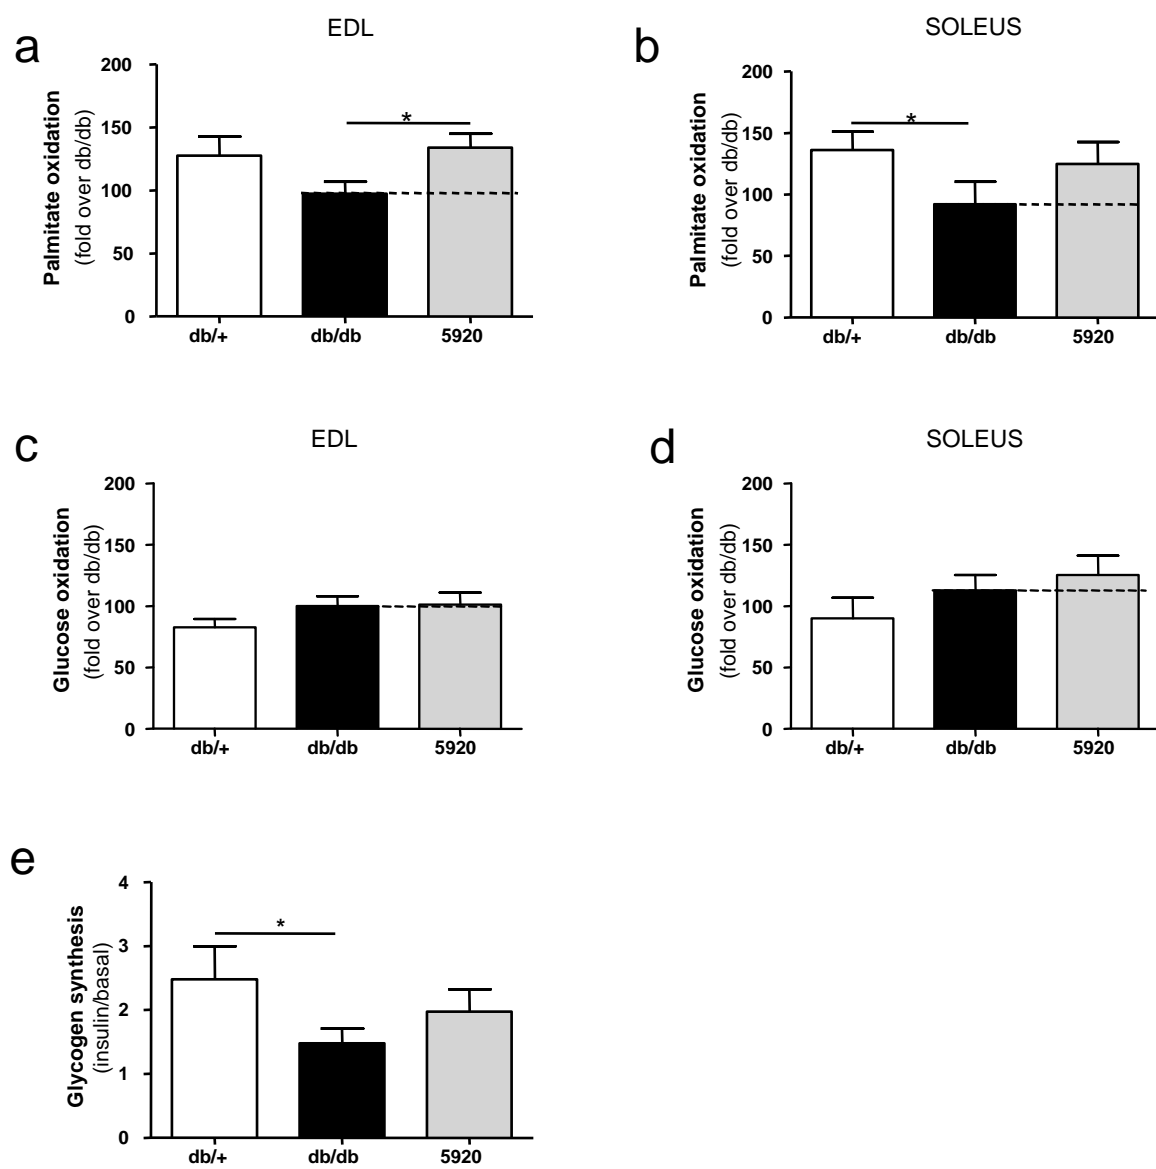 a
EDL
Palmitate oxidation
(fold over db/db)
200
150
100
50
0
*
db/+ db/db 5920
b
SOLEUS
Palmitate oxidation
(fold over db/db)
200
150
100
50
0
*
db/+ db/db 5920
c
EDL
Glucose oxidation
(fold over db/db)
200
150
100
50
0
db/+ db/db 5920
d
SOLEUS
Glucose oxidation
(fold over db/db)
200
150
100
50
0
db/+ db/db 5920
e
Glycogen synthesis
(insulin/basal)
4
3
2
1
0
*
db/+ db/db 5920